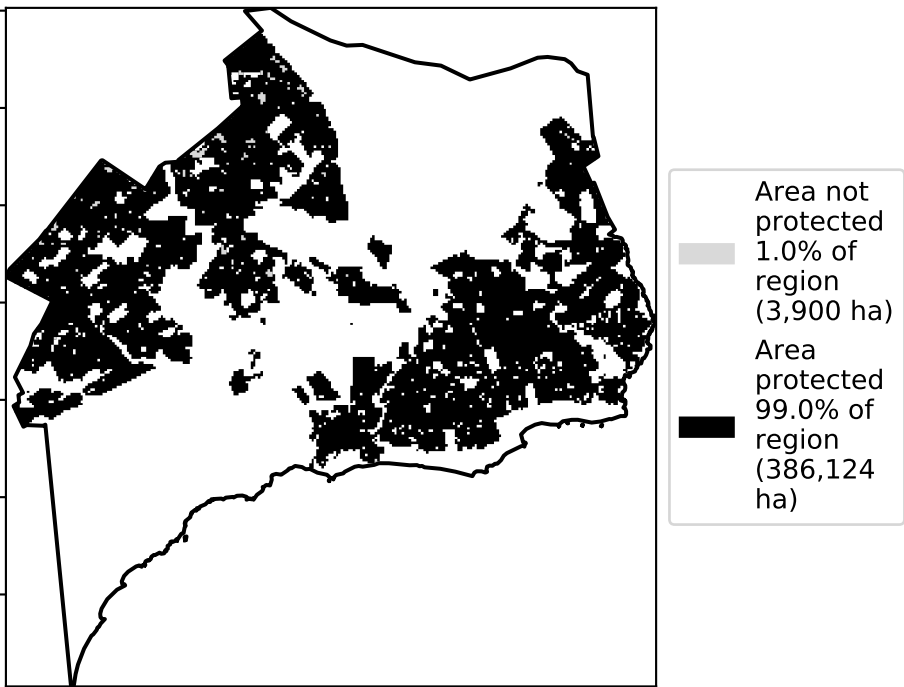 Area not
protected
1.0% of
region
(3,900 ha)
Area
protected
99.0% of
region
(386,124
ha)